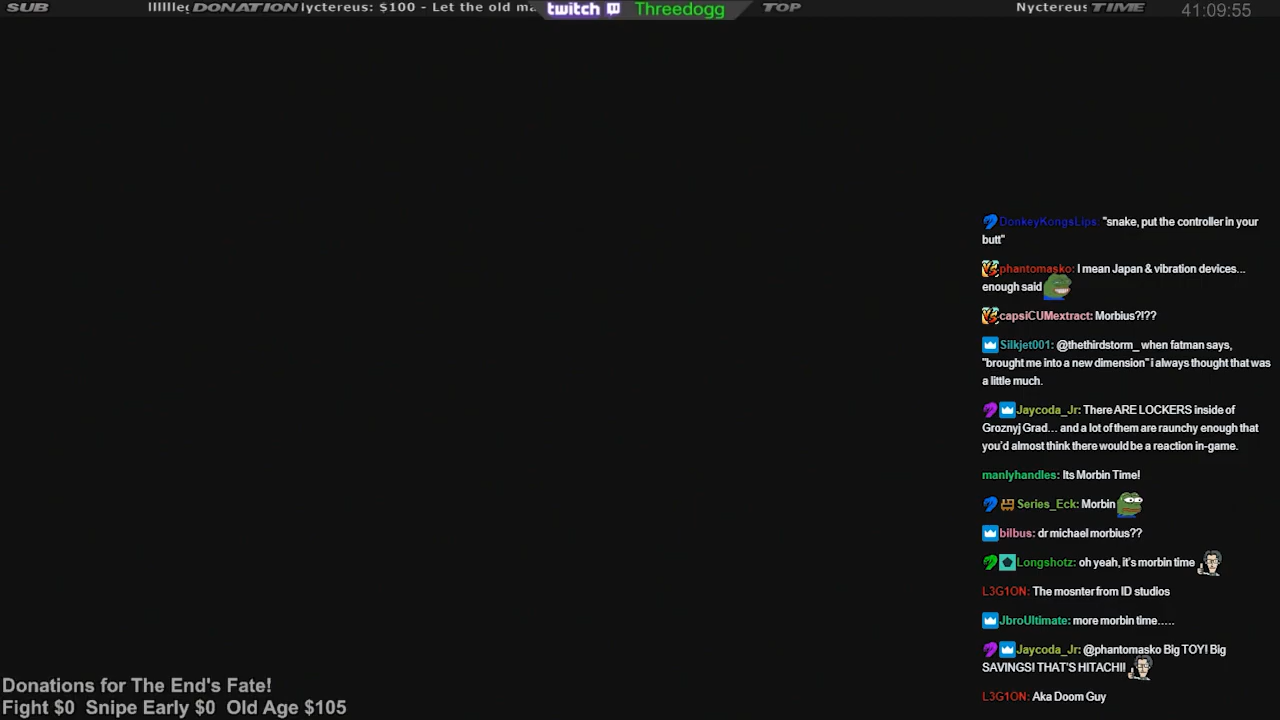 SUB
IIIIIleg
DONATION
lyctereus: $100 - Let the old ma
twitch
Threedogg
TOP
Nyctereus
TIME
41:09:55
DonkeyKongsLips: "snake, put the controller in your
butt"
phantomasko: I mean Japan & vibration devices...
enough said
capsiCUMextract: Morbius?!??
Silkjet001: @thethirdstorm_ when fatman says,
"brought me into a new dimension" i always thought that was
a little much.
Jaycoda_Jr: There ARE LOCKERS inside of
Groznyj Grad... and a lot of them are raunchy enough that
you'd almost think there would be a reaction in-game.
manlyhandles: Its Morbin Time!
Series_Eck: Morbin
bilbus: dr michael morbius??
Longshotz: oh yeah, it's morbin time
L3G1ON: The mosnter from ID studios
JbroUltimate: more morbin time.....
Jaycoda_Jr: @phantomasko Big TOY! Big
SAVINGS! THAT'S HITACHI!
L3G1ON: Aka Doom Guy
Donations for The End's Fate!
Fight $0 Snipe Early $0 Old Age $105